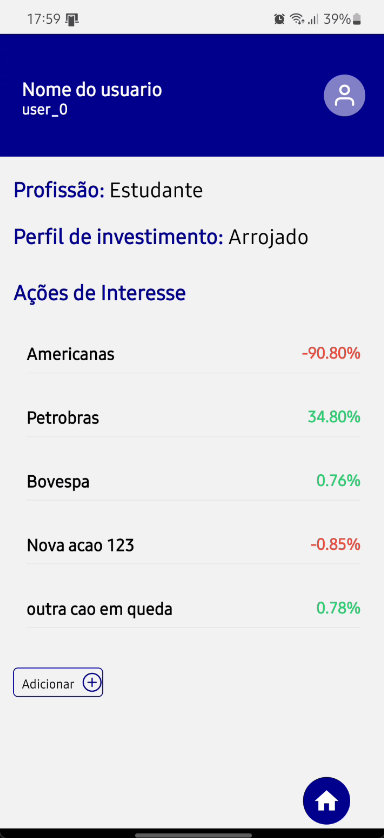 17:59 39%
Nome do usuario
user_0
Profissão: Estudante
Perfil de investimento: Arrojado
Ações de Interesse
Americanas -90.80%
Petrobras 34.80%
Bovespa 0.76%
Nova acao 123 -0.85%
outra cao em queda 0.78%
Adicionar